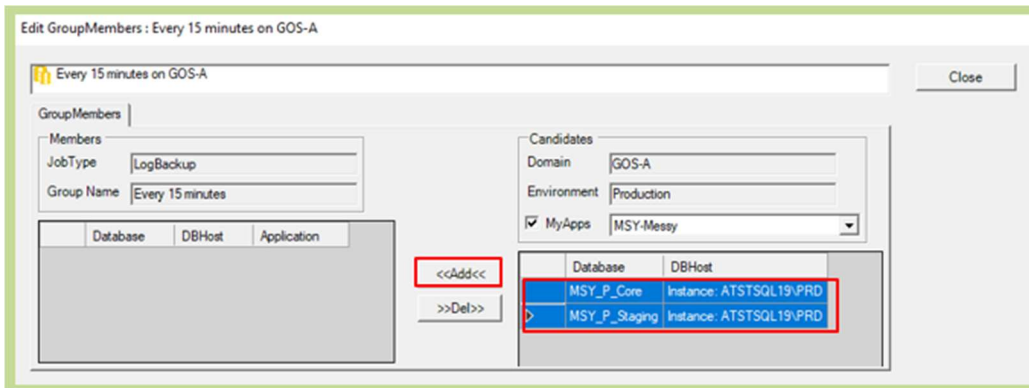 Edit GroupMembers : Every 15 minutes on GOS-A
Every 15 minutes on GOS-A
Close
GroupMembers
Members
JobType LogBackup
Group Name Every 15 minutes
Database DBHost Application
<<Add<<
>>Del>>
Candidates
Domain GOS-A
Environment Production
MyApps MSY-Messy
Database DBHost
MSY_P_Core Instance: ATSTSQL19\PRD
MSY_P_Staging Instance: ATSTSQL19\PRD